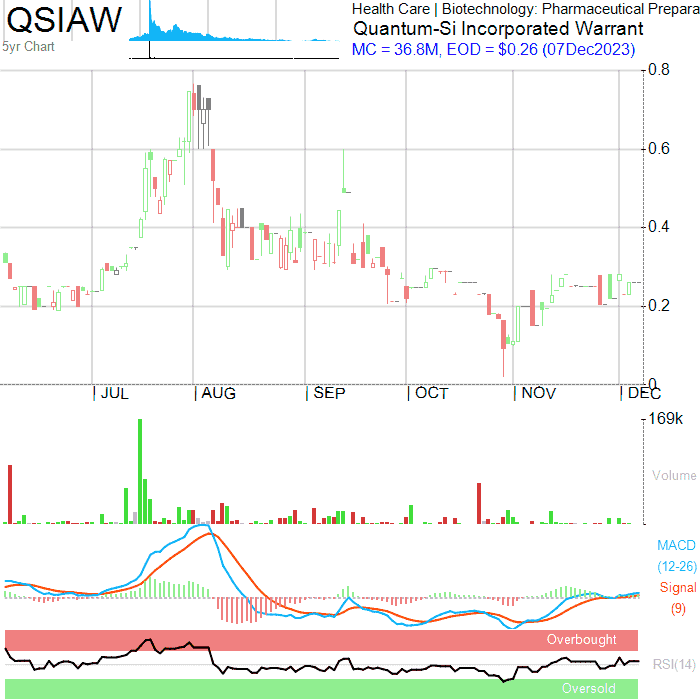 QSIAW
5yr Chart
Health Care | Biotechnology: Pharmaceutical Prepara
Quantum-Si Incorporated Warrant
MC = 36.8M, EOD = $0.26 (07Dec2023)
0.8
0.6
0.4
0.2
0
JUL AUG SEP OCT NOV DEC
169k
Volume
MACD
(12-26)
Signal
(9)
Overbought
RSI(14)
Oversold